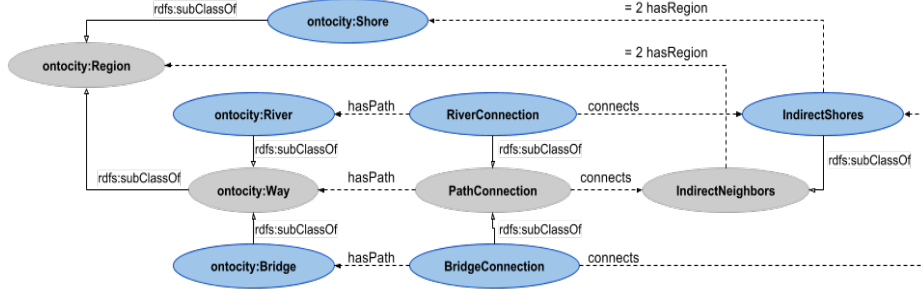 rdfs:subClassOf
ontocity:Shore
= 2 hasRegion
ontocity:Region
= 2 hasRegion
ontocity:River
hasPath
RiverConnection
connects
IndirectShores
rdfs:subClassOf
rdfs:subClassOf
rdfs:subClassOf
rdfs:subClassOf
ontocity:Way
hasPath
PathConnection
connects
IndirectNeighbors
rdfs:subClassOf
rdfs:subClassOf
ontocity:Bridge
hasPath
BridgeConnection
connects